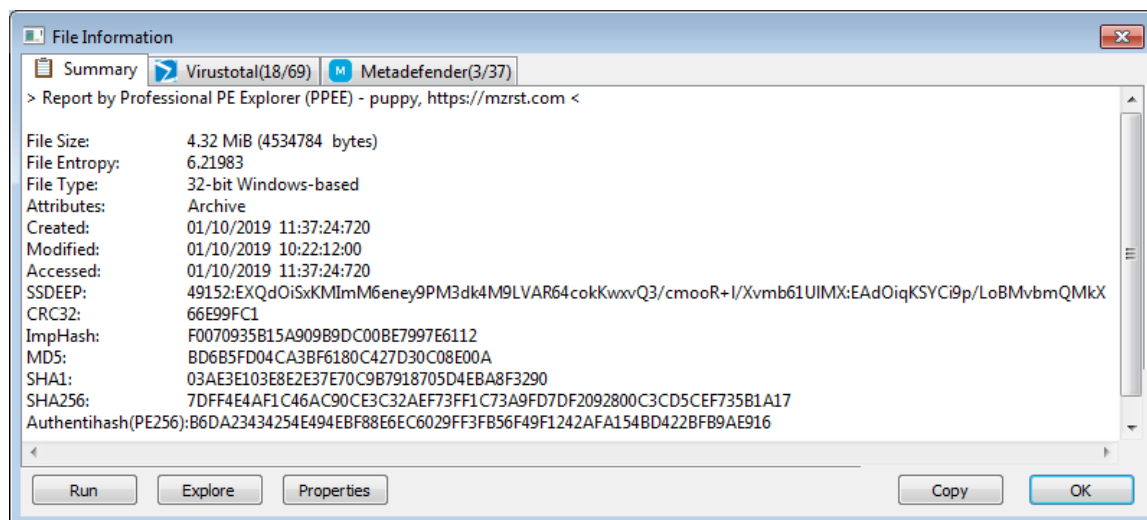 File Information
Summary Virustotal(18/69) Metadefender(3/37)
> Report by Professional PE Explorer (PPEE) - puppy, https://mzrst.com <
File Size: 4.32 MiB (4534784 bytes)
File Entropy: 6.21983
File Type: 32-bit Windows-based
Attributes: Archive
Created: 01/10/2019 11:37:24:720
Modified: 01/10/2019 10:22:12:00
Accessed: 01/10/2019 11:37:24:720
SSDEEP: 49152:EXQdOiSxKMImM6eney9PM3dk4M9LVAR64cokKwxvQ3/cmooR+I/Xvmb61UIMX:EAdOiqKSYCi9p/LoBMvbmQMkX
CRC32: 66E99FC1
ImpHash: F0070935B15A909B9DC00BE7997E6112
MD5: BD6B5FD04CA3BF6180C427D30C08E00A
SHA1: 03AE3E103E8E2E37E70C9B7918705D4EBA8F3290
SHA256: 7DFF4E4AF1C46AC90CE3C32AEF73FF1C73A9FD7DF2092800C3CD5CEF735B1A17
Authentihash(PE256):B6DA23434254E494EBF88E6EC6029FF3FB56F49F1242AFA154BD422BFB9AE916
Run Explore Properties Copy OK